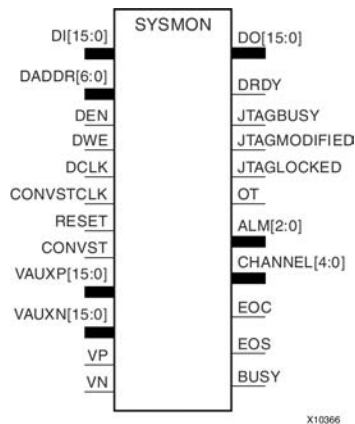 SYSMON
DI[15:0]
DADDR[6:0]
DEN
DWE
DCLK
CONVSTCLK
RESET
CONVST
VAUXP[15:0]
VAUXN[15:0]
VP
VN
DO[15:0]
DRDY
JTAGBUSY
JTAGMODIFIED
JTAGLOCKED
OT
ALM[2:0]
CHANNEL[4:0]
EOC
EOS
BUSY
X10366